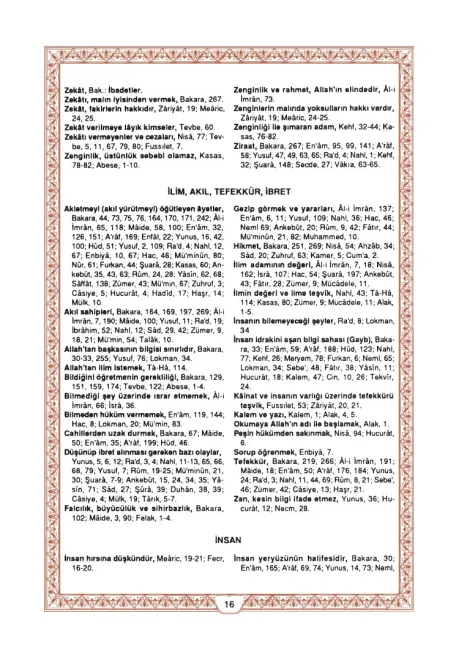 Zekât, Bak.: İbadetler.
Zekâtı, malın iyisinden vermek, Bakara, 267.
Zekât, fakirlerin hakkıdır, Zâriyât, 19; Meâric,
24, 25.
Zekât verilmeye lâyık kimseler, Tevbe, 60.
Zekâtı vermeyenler ve cezaları, Nisâ, 77; Tev-
be, 5, 11, 67, 79, 80; Fussılet, 7.
Zenginlik, üstünlük sebebi olamaz, Kasas,
78-82; Abese, 1-10.
Zenginlik ve rahmet, Allah'ın elindedir, Âl-i
İmrân, 73.
Zenginlerin malında yoksulların hakkı vardır,
Zâriyât, 19; Meâric, 24-25.
Zenginliği ile şımaran adam, Kehf, 32-44; Ka-
sas, 76-82.
Ziraat, Bakara, 267; En'âm, 95, 99, 141; A'râf,
58; Yusuf, 47, 49, 63, 65; Ra'd, 4; Nahl, 1; Kehf,
32; Şuarâ, 148; Secde, 27; Vâkıa, 63-65.
İLİM, AKIL, TEFEKKÜR, İBRET
Akletmeyi (akıl yürütmeyi) öğütleyen âyetler,
Bakara, 44, 73, 75, 76, 164, 170, 171, 242; Âl-i
İmrân, 65, 118; Mâide, 58, 100; En'âm, 32,
126, 151; A'râf, 169; Enfâl, 22; Yunus, 16, 42,
100; Hûd, 51; Yusuf, 2, 109; Ra'd, 4; Nahl, 12,
67; Enbiyâ, 10, 67; Hac, 46; Mü'minûn, 80;
Nûr, 61; Furkan, 44; Şuarâ, 28; Kasas, 60; An-
kebût, 35, 43, 63; Rûm, 24, 28; Yâsin, 62, 68;
Sâffât, 138; Zümer, 43; Mü'min, 67; Zuhruf, 3;
Câsiye, 5; Hucurât, 4; Hadîd, 17; Haşr, 14;
Mülk, 10.
Akıl sahipleri, Bakara, 164, 169, 197, 269; Âl-i
İmrân, 7, 190; Mâide, 100; Yusuf, 11; Ra'd, 19;
İbrâhim, 52; Nahl, 12; Sâd, 29, 42; Zümer, 9,
18, 21; Mü'min, 54; Talâk, 10.
Allah'tan başkasının bilgisi sınırlıdır, Bakara,
30-33, 255; Yusuf, 76; Lokman, 34.
Allah'tan ilim istemek, Tâ-Hâ, 114.
Bildiğini öğretmenin gerekliliği, Bakara, 129,
151, 159, 174; Tevbe, 122; Abese, 1-4.
Bilmediği şey üzerinde ısrar etmemek, Âl-i
İmrân, 66; İsrâ, 36.
Bilmeden hüküm vermemek, En'âm, 119, 144;
Hac, 8; Lokman, 20; Mü'min, 83.
Cahillerden uzak durmak, Bakara, 67; Mâide,
50; En'âm, 35; A'râf, 199; Hûd, 46.
Düşünüp ibret alınması gereken bazı olaylar,
Yunus, 5, 6, 12; Ra'd, 3, 4; Nahl, 11-13, 65, 66,
68, 79; Yusuf, 7; Rûm, 19-25; Mü'minûn, 21,
30; Şuarâ, 7-9; Ankebût, 15, 24, 34, 35; Yâ-
sîn, 71; Sâd, 27; Şûrâ, 39; Duhân, 38, 39;
Câsiye, 4; Mülk, 19; Târık, 5-7.
Falcılık, büyücülük ve sihirbazlık, Bakara,
102; Mâide, 3, 90; Felak, 1-4.
Gezip görmek ve yararları, Âl-i İmrân, 137;
En'âm, 6, 11; Yusuf, 109; Nahl, 36; Hac, 46;
Neml 69; Ankebût, 20; Rûm, 9, 42; Fâtır, 44;
Mü'minûn, 21, 82; Muhammed, 10.
Hikmet, Bakara, 251, 269; Nisâ, 54; Ahzâb, 34;
Sâd, 20; Zuhruf, 63; Kamer, 5; Cum'a, 2.
İlim adamının değeri, Âl-i İmrân, 7, 18; Nisâ,
162; İsrâ, 107; Hac, 54; Şuarâ, 197; Ankebût,
43; Fâtır, 28; Zümer, 9; Mücâdele, 11.
İlmin değeri ve ilme teşvik, Nahl, 43; Tâ-Hâ,
114; Kasas, 80; Zümer, 9; Mücadele, 11; Alak,
1-5.
İnsanın bilemeyeceği şeyler, Ra'd, 8; Lokman,
34
İnsan idrakini aşan bilgi sahası (Gayb), Baka-
ra, 33; En'âm, 59; A'râf, 188; Hûd, 123; Nahl,
77; Kehf, 26; Meryem, 78; Furkan, 6; Neml, 65;
Lokman, 34; Sebe', 48; Fâtır, 38; Yâsîn, 11;
Hucurât, 18; Kalem, 47; Cin, 10, 26; Tekvîr,
24.
Kâinat ve insanın varlığı üzerinde tefekkürü
teşvik, Fussılet, 53; Zâriyât, 20, 21.
Kalem ve yazı, Kalem, 1; Alak, 4, 5.
Okumaya Allah'ın adı ile başlamak, Alak, 1.
Peşin hükümden sakınmak, Nisâ, 94; Hucurât,
6.
Sorup öğrenmek, Enbiyâ, 7.
Tefekkür, Bakara, 219, 266; Âl-i İmrân, 191;
Mâide, 18; En'âm, 50; A'râf, 176, 184; Yunus,
24; Ra'd, 3; Nahl, 11, 44, 69; Rûm, 8, 21; Sebe',
46; Zümer, 42; Câsiye, 13; Haşr, 21.
Zan, kesin bilgi ifade etmez, Yunus, 36; Hu-
curât, 12; Necm, 28.
İNSAN
İnsan hırsına düşkündür, Meâric, 19-21; Fecr,
16-20.
İnsan yeryüzünün halifesidir, Bakara, 30;
En'âm, 165; A'râf, 69, 74; Yunus, 14, 73; Neml,
16